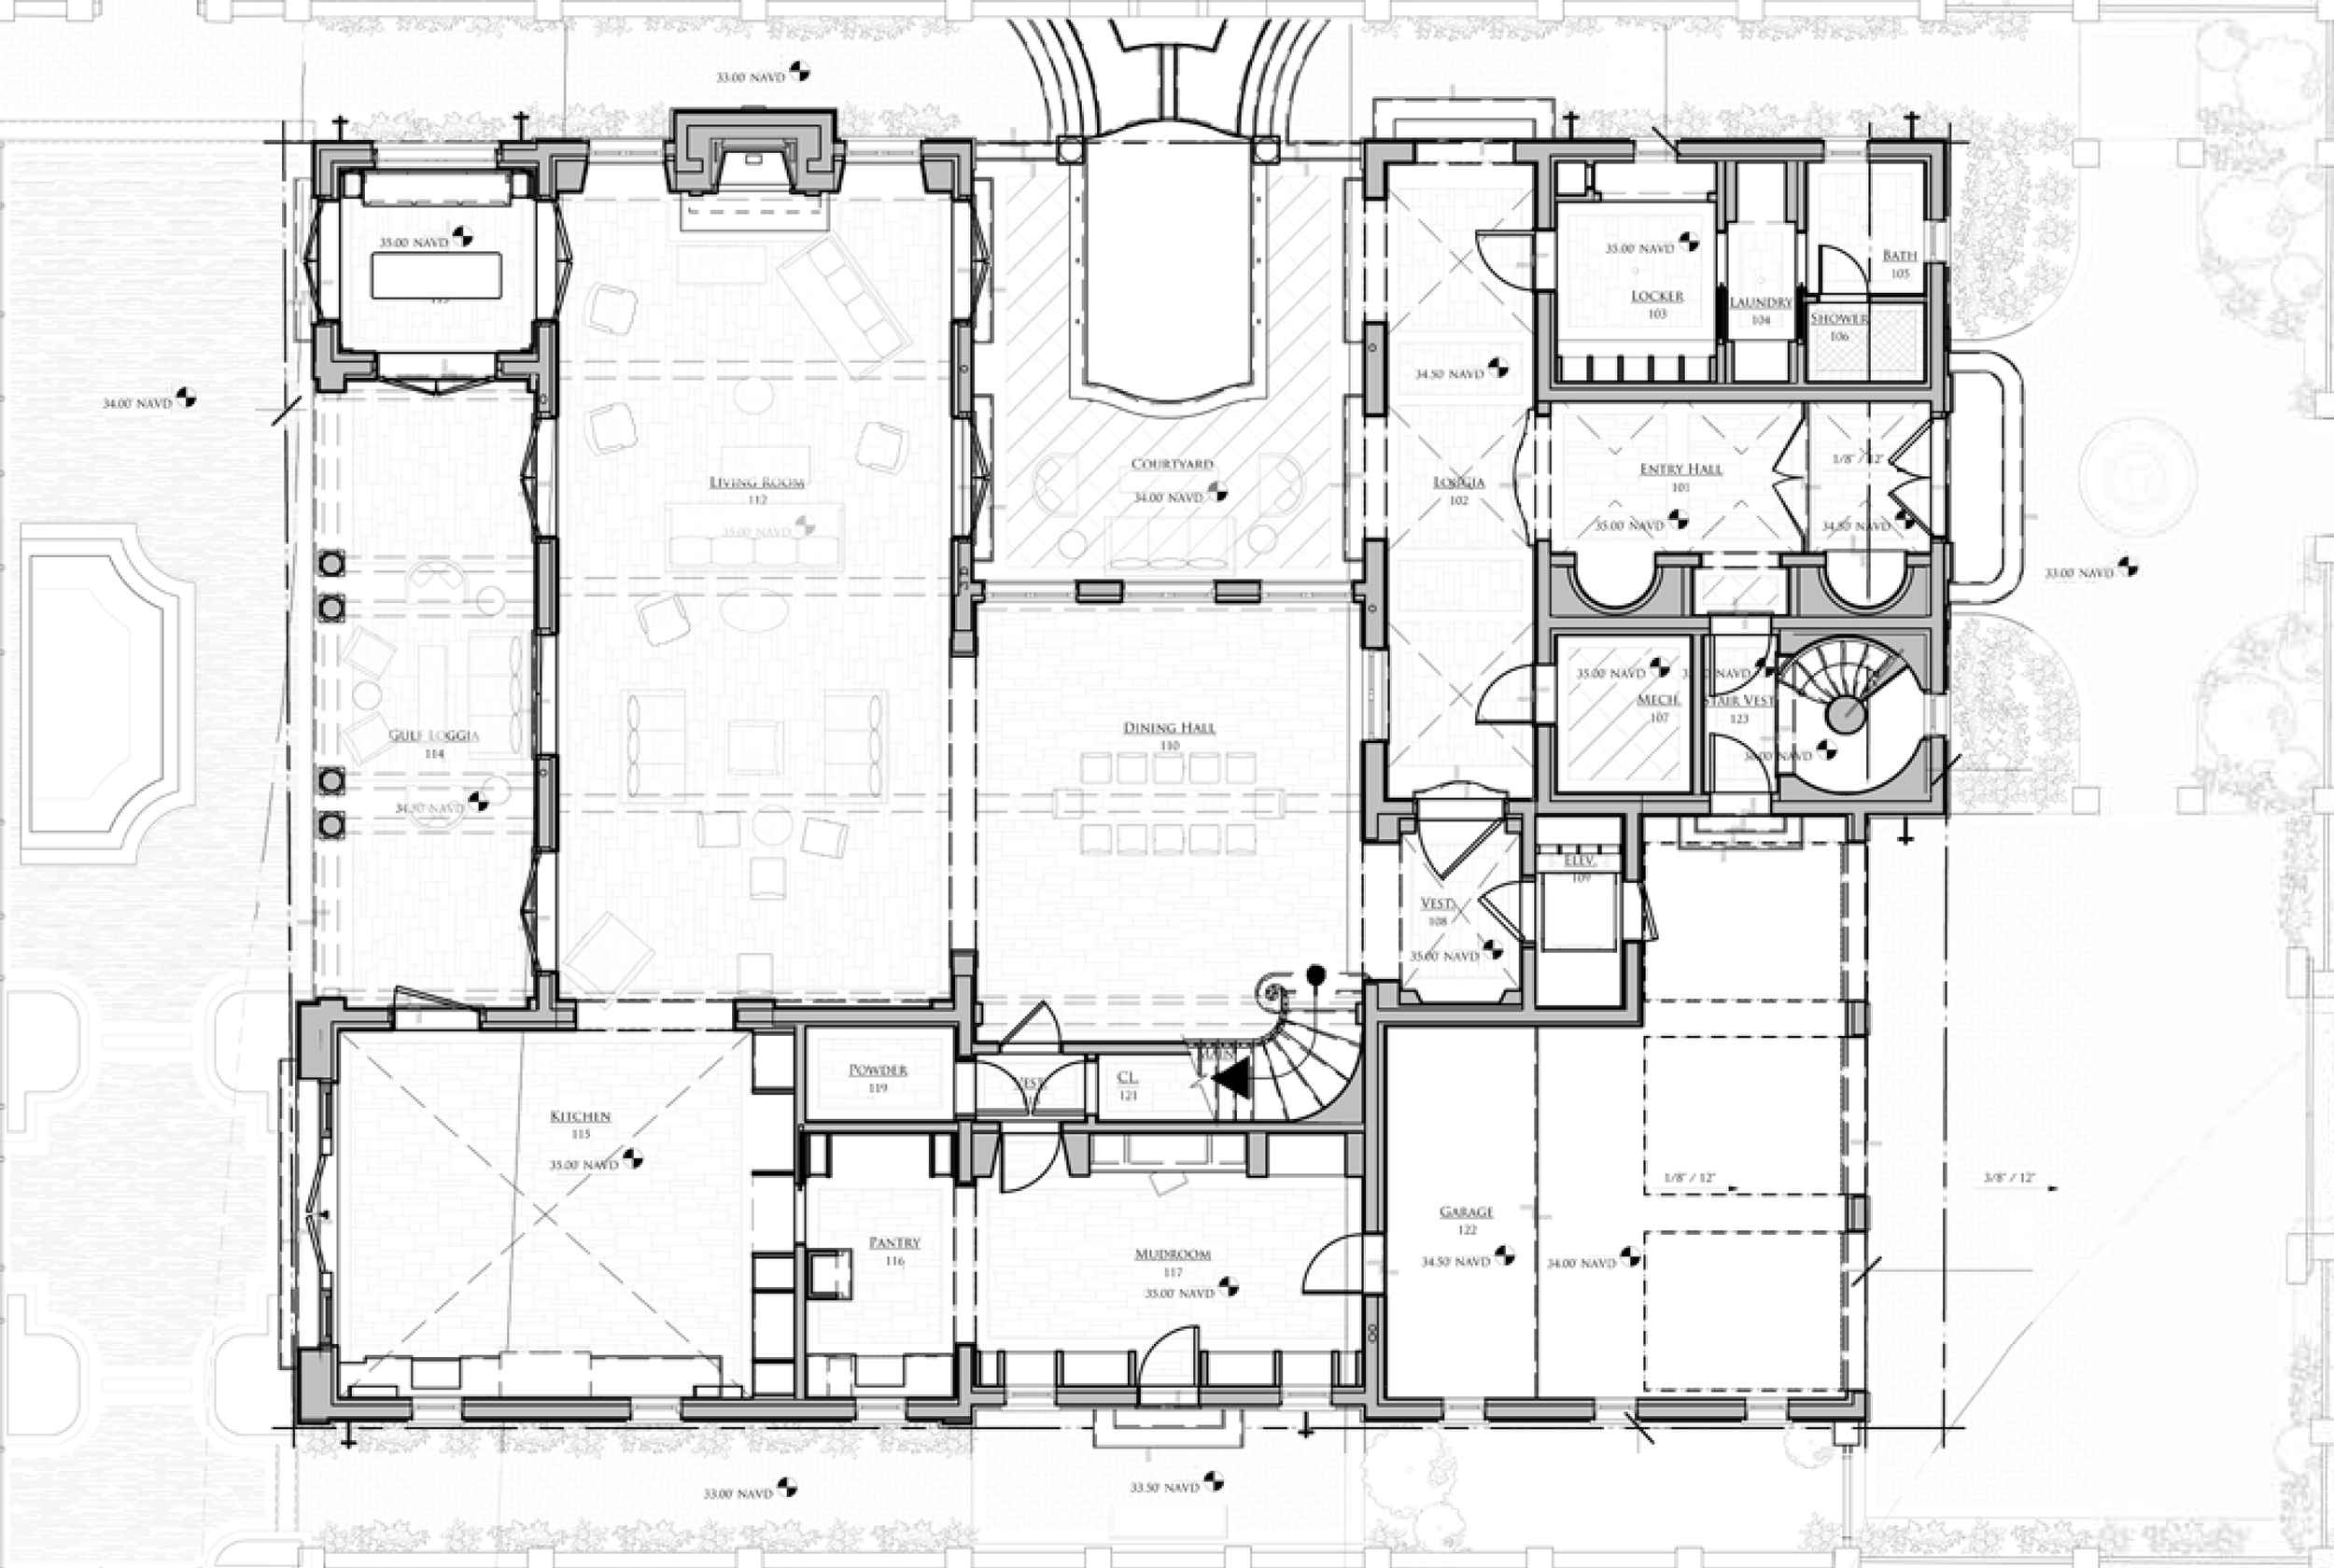 33.00' NAVD
35.00' NAVD
34.00' NAVD
LIVING ROOM
112
35.00' NAVD
COURTYARD
34.00' NAVD
34.50' NAVD
LOGGIA
102
35.00' NAVD
LOCKER
103
LAUNDRY
104
BATH
105
SHOWER
106
ENTRY HALL
101
35.00' NAVD
1/8" / 12"
34.50' NAVD
33.00' NAVD
35.00' NAVD
MECH.
107
NAVD
STAIR VEST.
123
NAVD
GULF LOGGIA
114
34.50' NAVD
DINING HALL
110
ELEV.
109
VEST.
108
35.00' NAVD
KITCHEN
115
35.00' NAVD
POWDER
119
CL.
121
MAIN
PANTRY
116
MUDROOM
117
35.00' NAVD
GARAGE
122
34.50' NAVD
34.00' NAVD
1/8" / 12"
3/8" / 12"
33.00' NAVD
33.50' NAVD